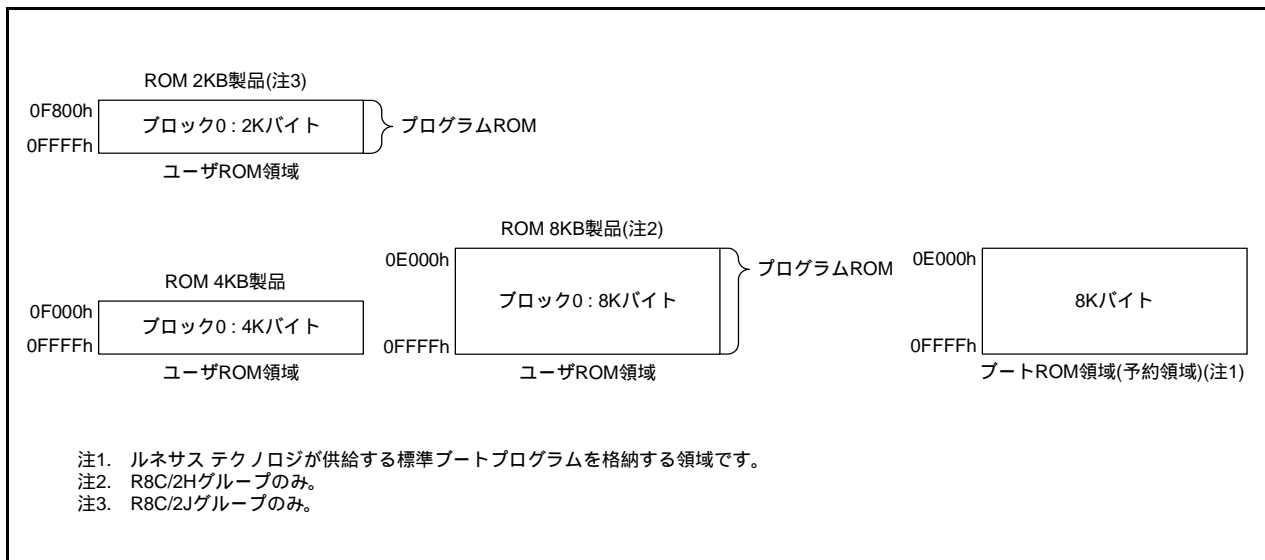 ROM 2KB製品(注3)
0F800h
ブロック0 : 2Kバイト
プログラムROM
0FFFFh
ユーザROM領域
ROM 4KB製品
0F000h
ブロック0 : 4Kバイト
0FFFFh
ユーザROM領域
ROM 8KB製品(注2)
0E000h
プログラムROM
ブロック0 : 8Kバイト
0FFFFh
ユーザROM領域
0E000h
8Kバイト
0FFFFh
ブートROM領域(予約領域)(注1)
注1. ルネサス テクノロジが供給する標準ブートプログラムを格納する領域です。
注2. R8C/2Hグループのみ。
注3. R8C/2Jグループのみ。